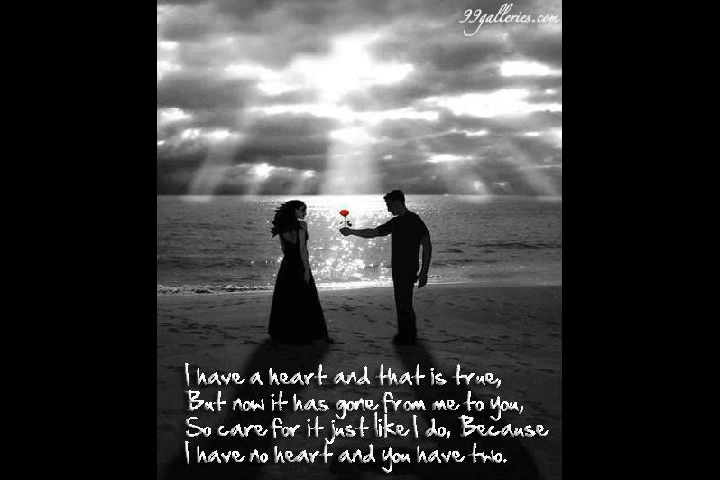 99galleries.com
I have a heart and that is true,
But now it has gone from me to you,
So care for it just like I do, Because
I have no heart and you have two.